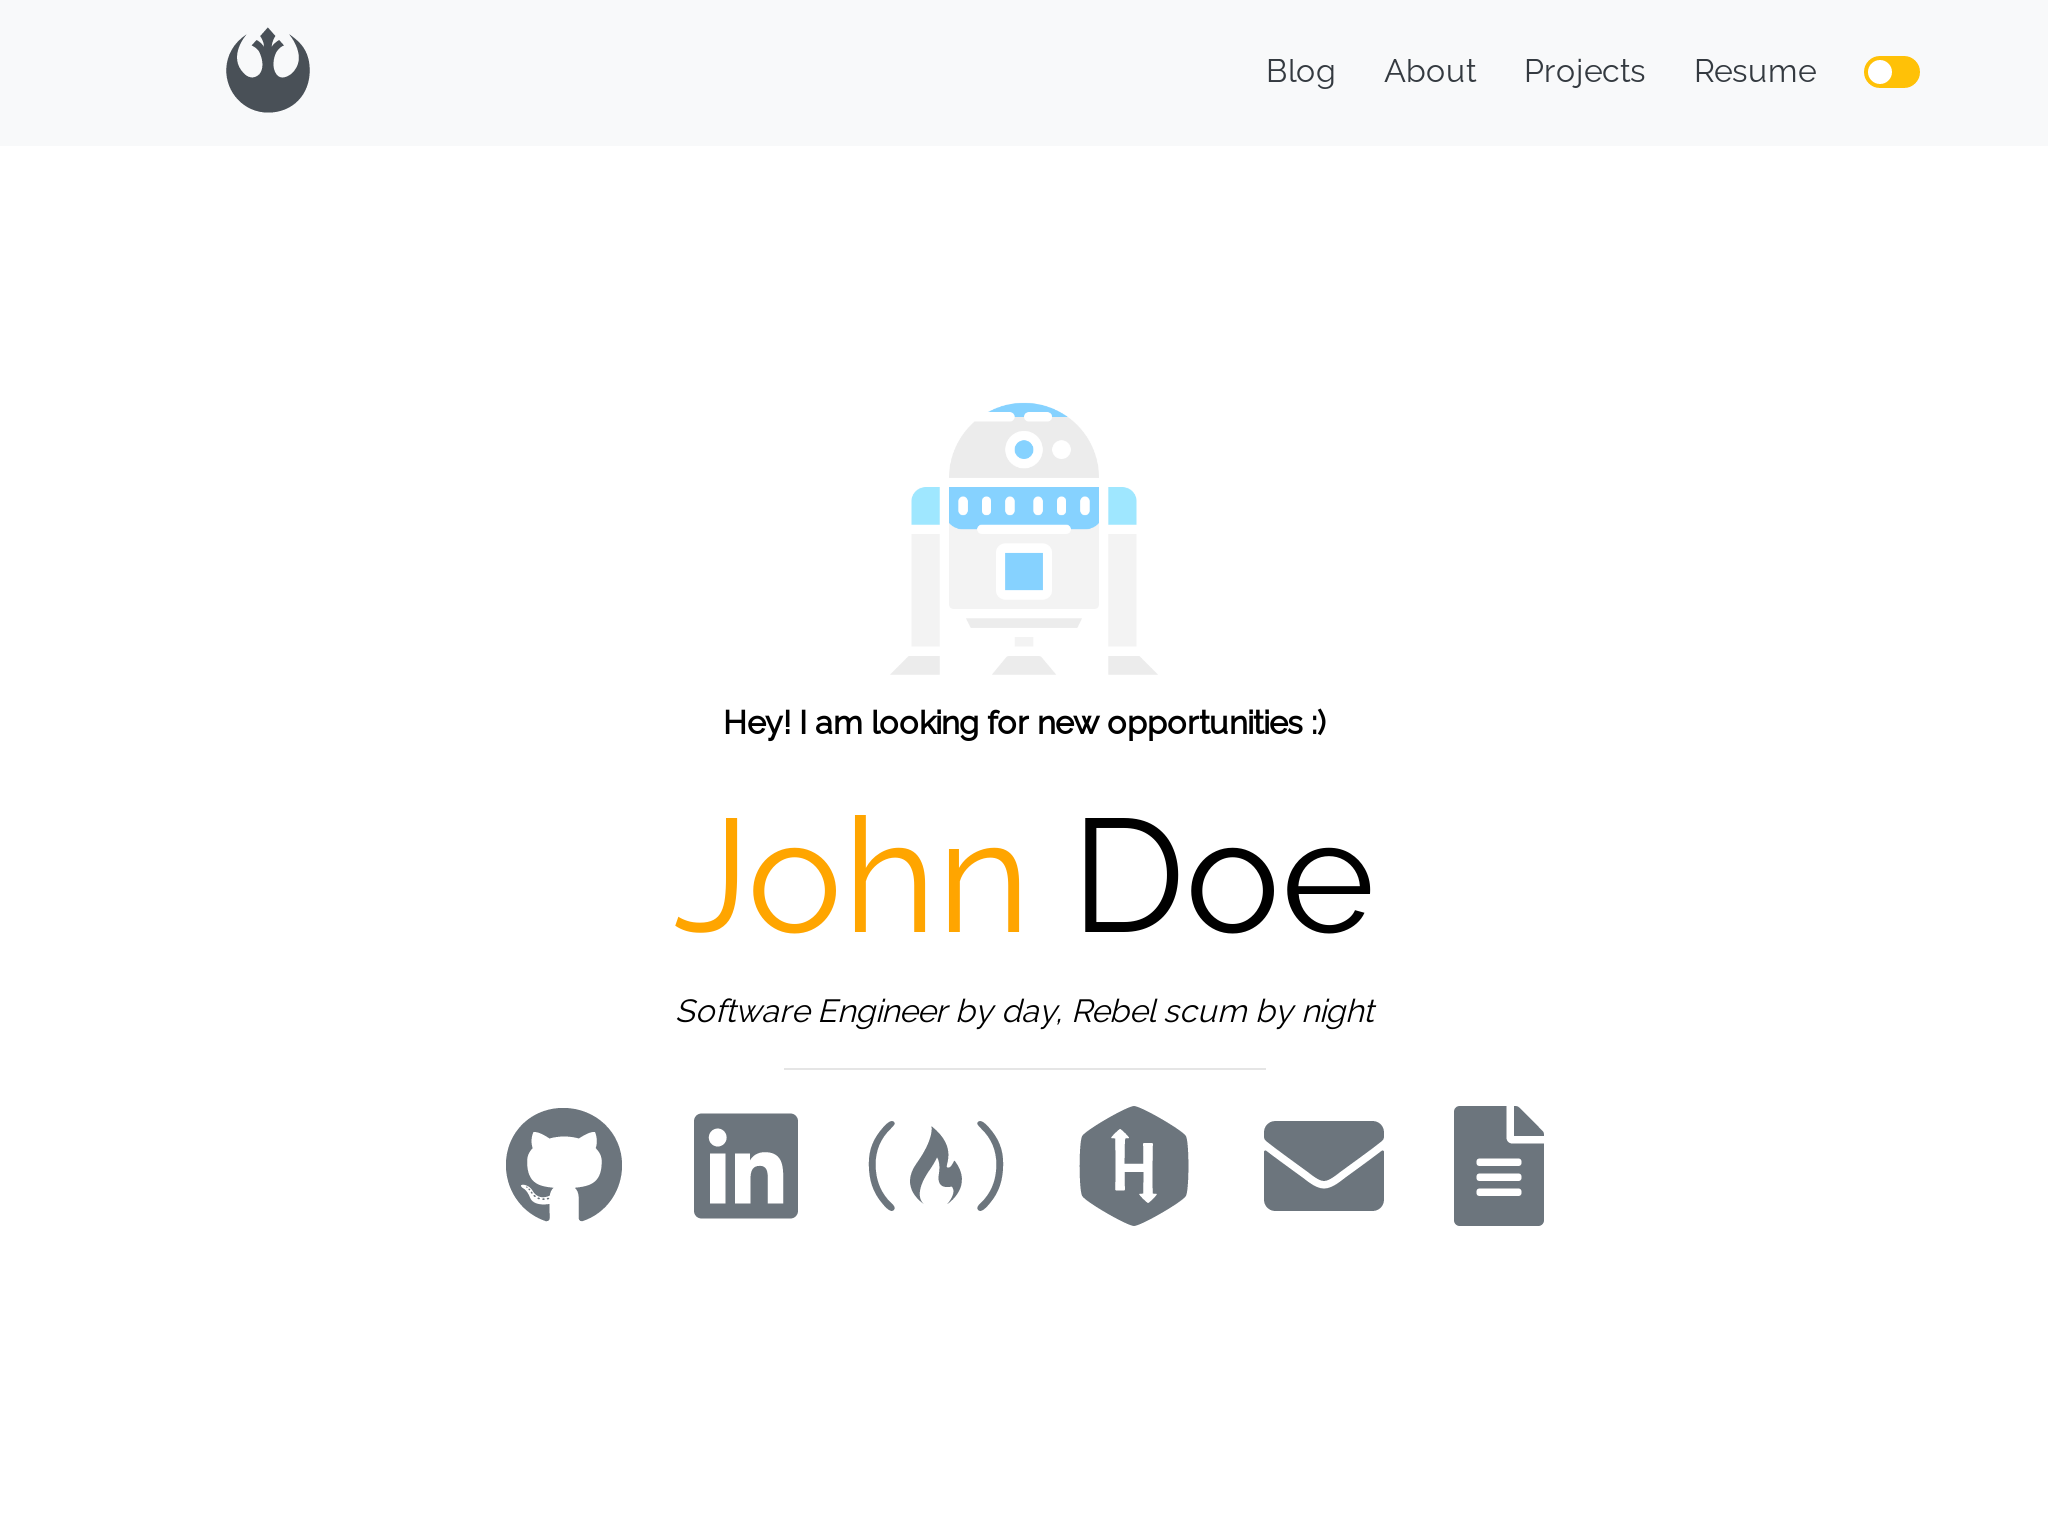 Blog About Projects Resume
Hey! I am looking for new opportunities :)
John Doe
Software Engineer by day, Rebel scum by night
in
H